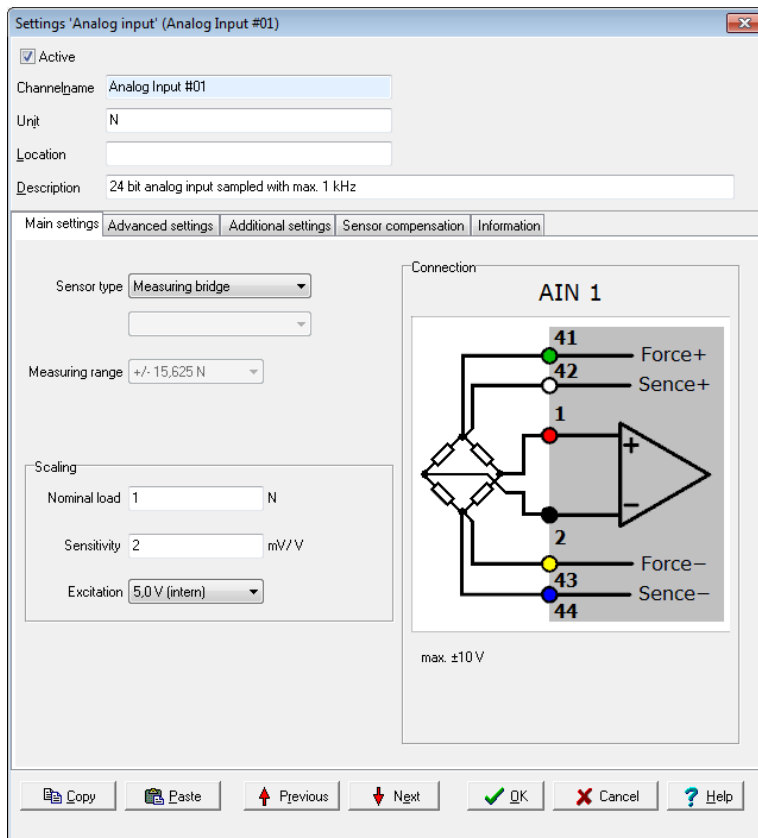 Settings 'Analog input' (Analog Input #01)
Active
Channelname Analog Input #01
Unit N
Location
Description 24 bit analog input sampled with max. 1 kHz
Main settings Advanced settings Additional settings Sensor compensation Information
Sensor type Measuring bridge
Measuring range +/- 15,625 N
Scaling
Nominal load 1 N
Sensitivity 2 mV/V
Excitation 5,0 V (intern)
Connection
AIN 1
41
Force+
42
Sence+
1
+
−
2
Force−
43
Sence−
44
max. ±10 V
Copy Paste Previous Next OK Cancel ? Help